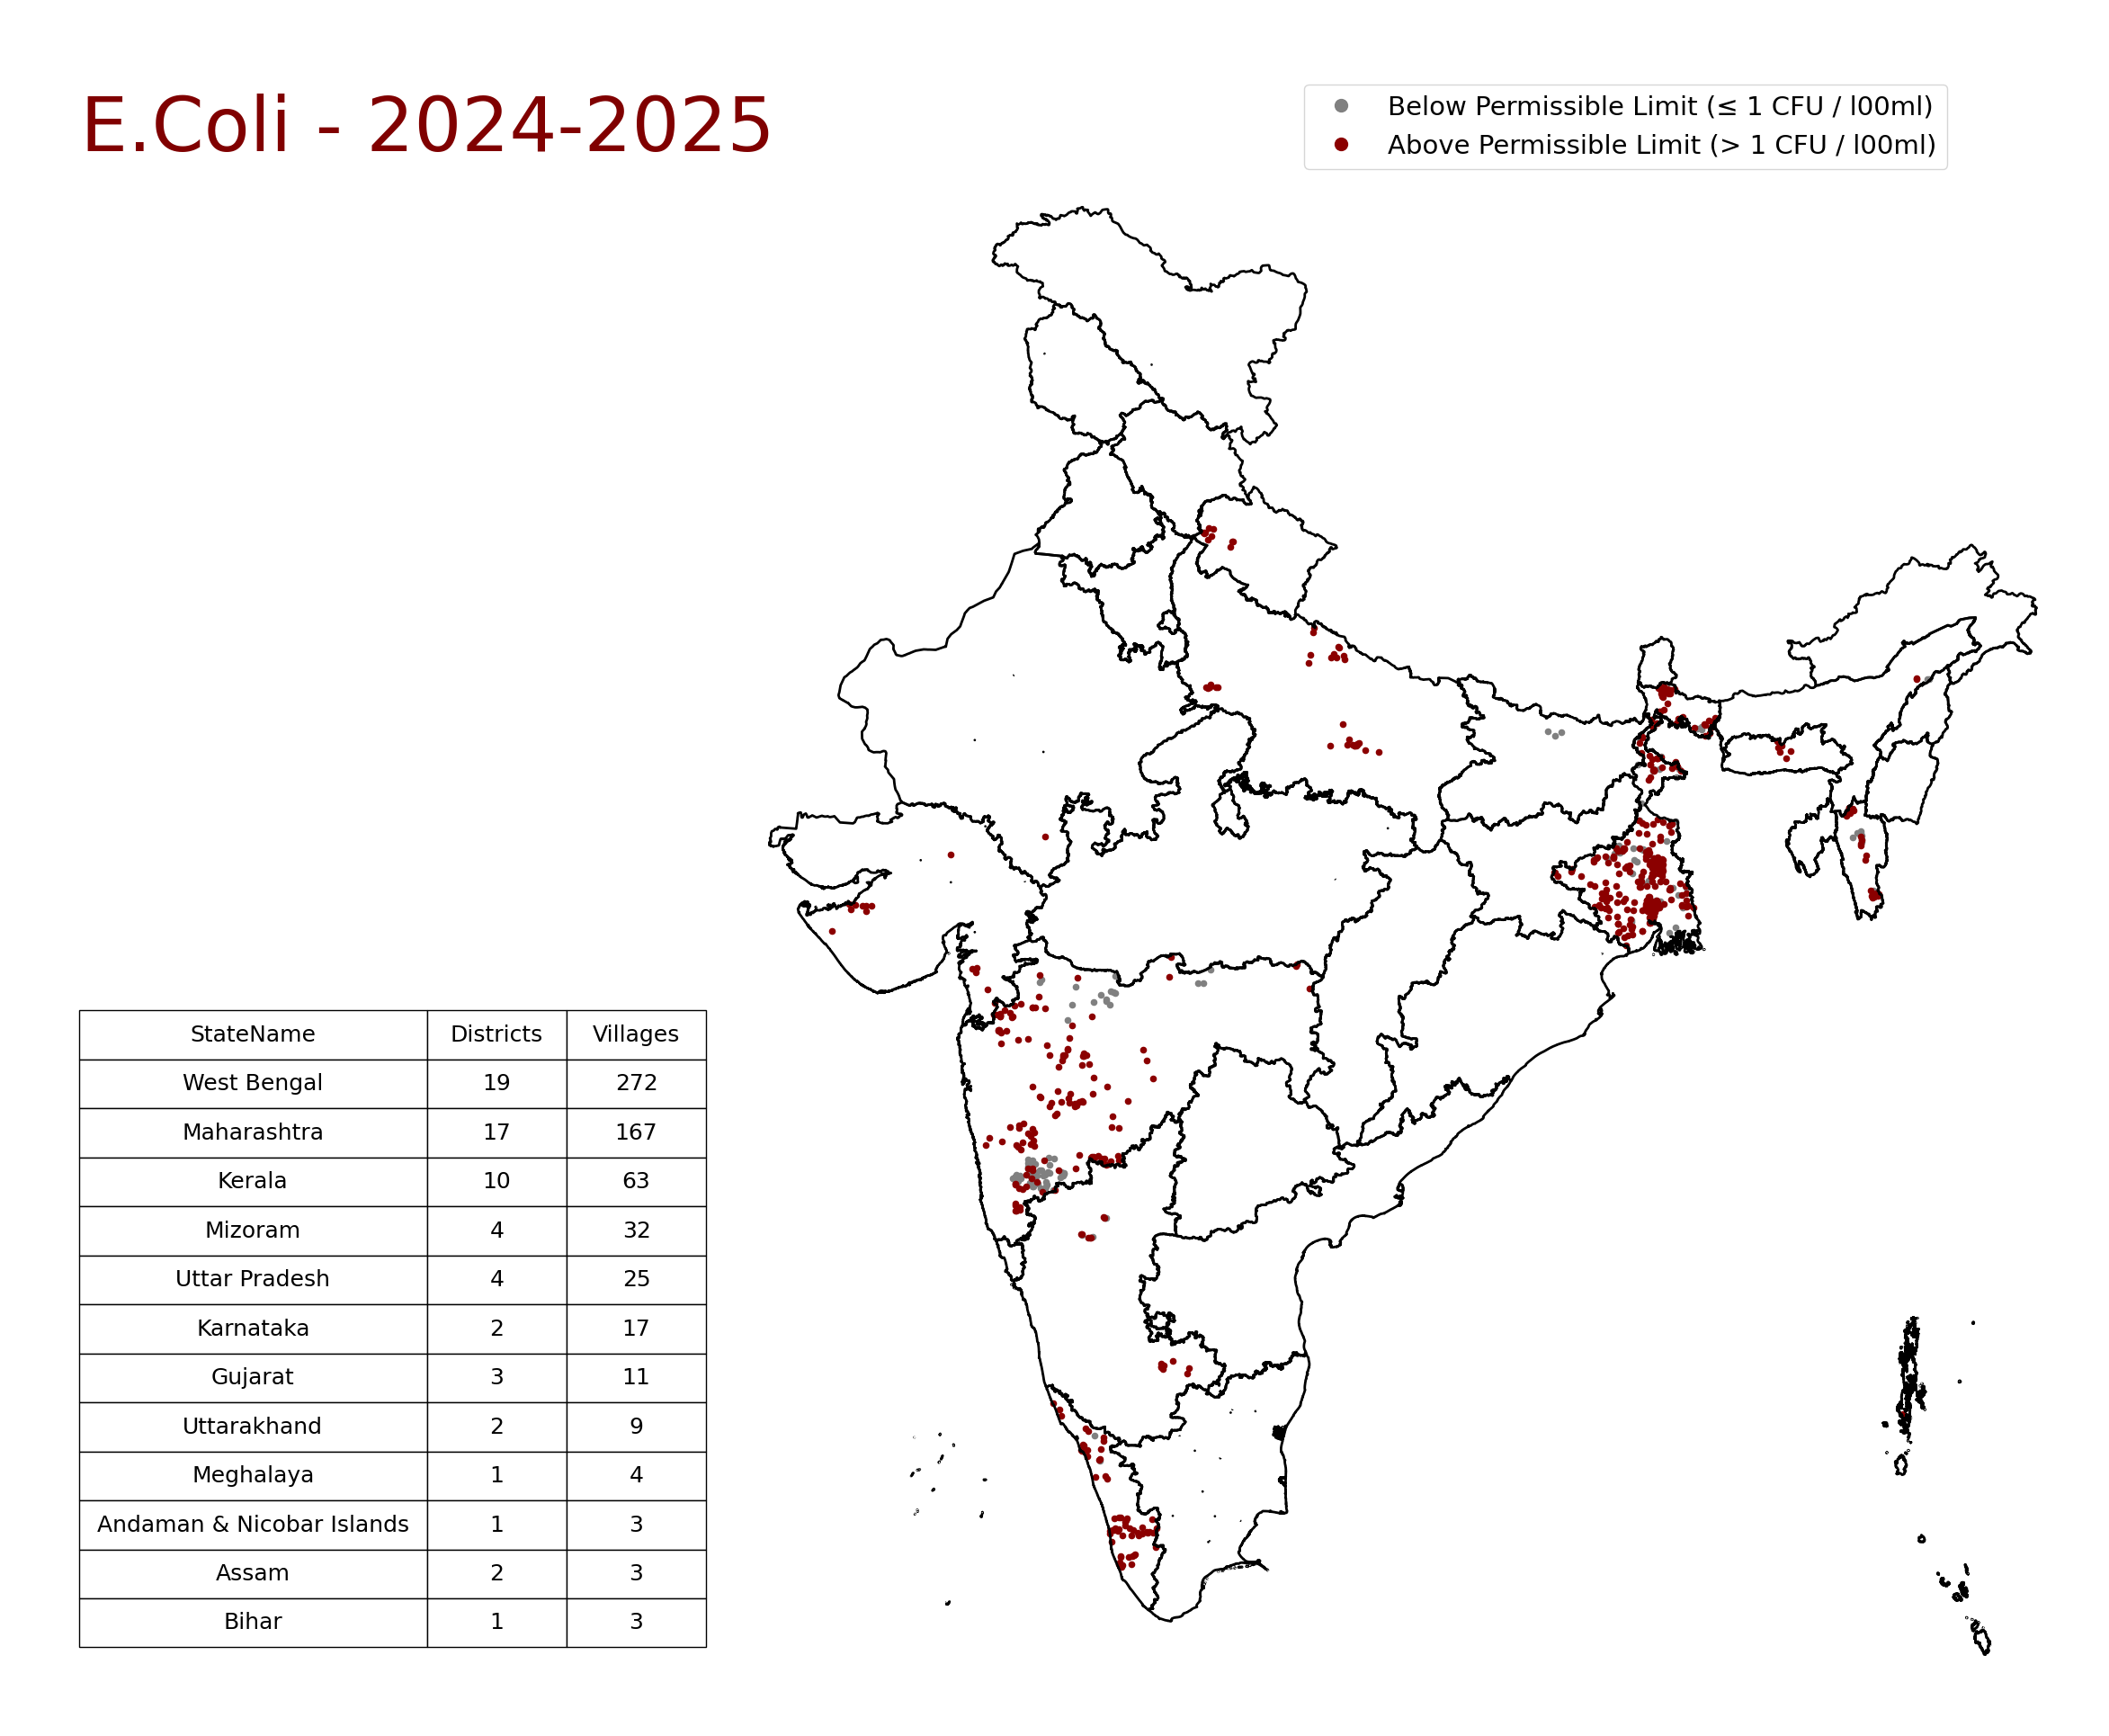 E.Coli - 2024-2025
Below Permissible Limit (≤ 1 CFU / l00ml)
Above Permissible Limit (> 1 CFU / l00ml)
StateName Districts Villages
West Bengal 19 272
Maharashtra 17 167
Kerala 10 63
Mizoram 4 32
Uttar Pradesh 4 25
Karnataka 2 17
Gujarat 3 11
Uttarakhand 2 9
Meghalaya 1 4
Andaman & Nicobar Islands 1 3
Assam 2 3
Bihar 1 3